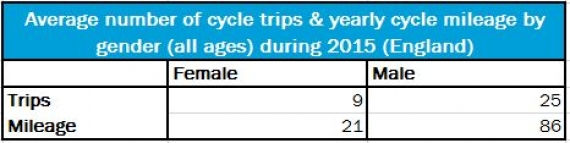 Average number of cycle trips & yearly cycle mileage by
gender (all ages) during 2015 (England)
Female Male
Trips 9 25
Mileage 21 86